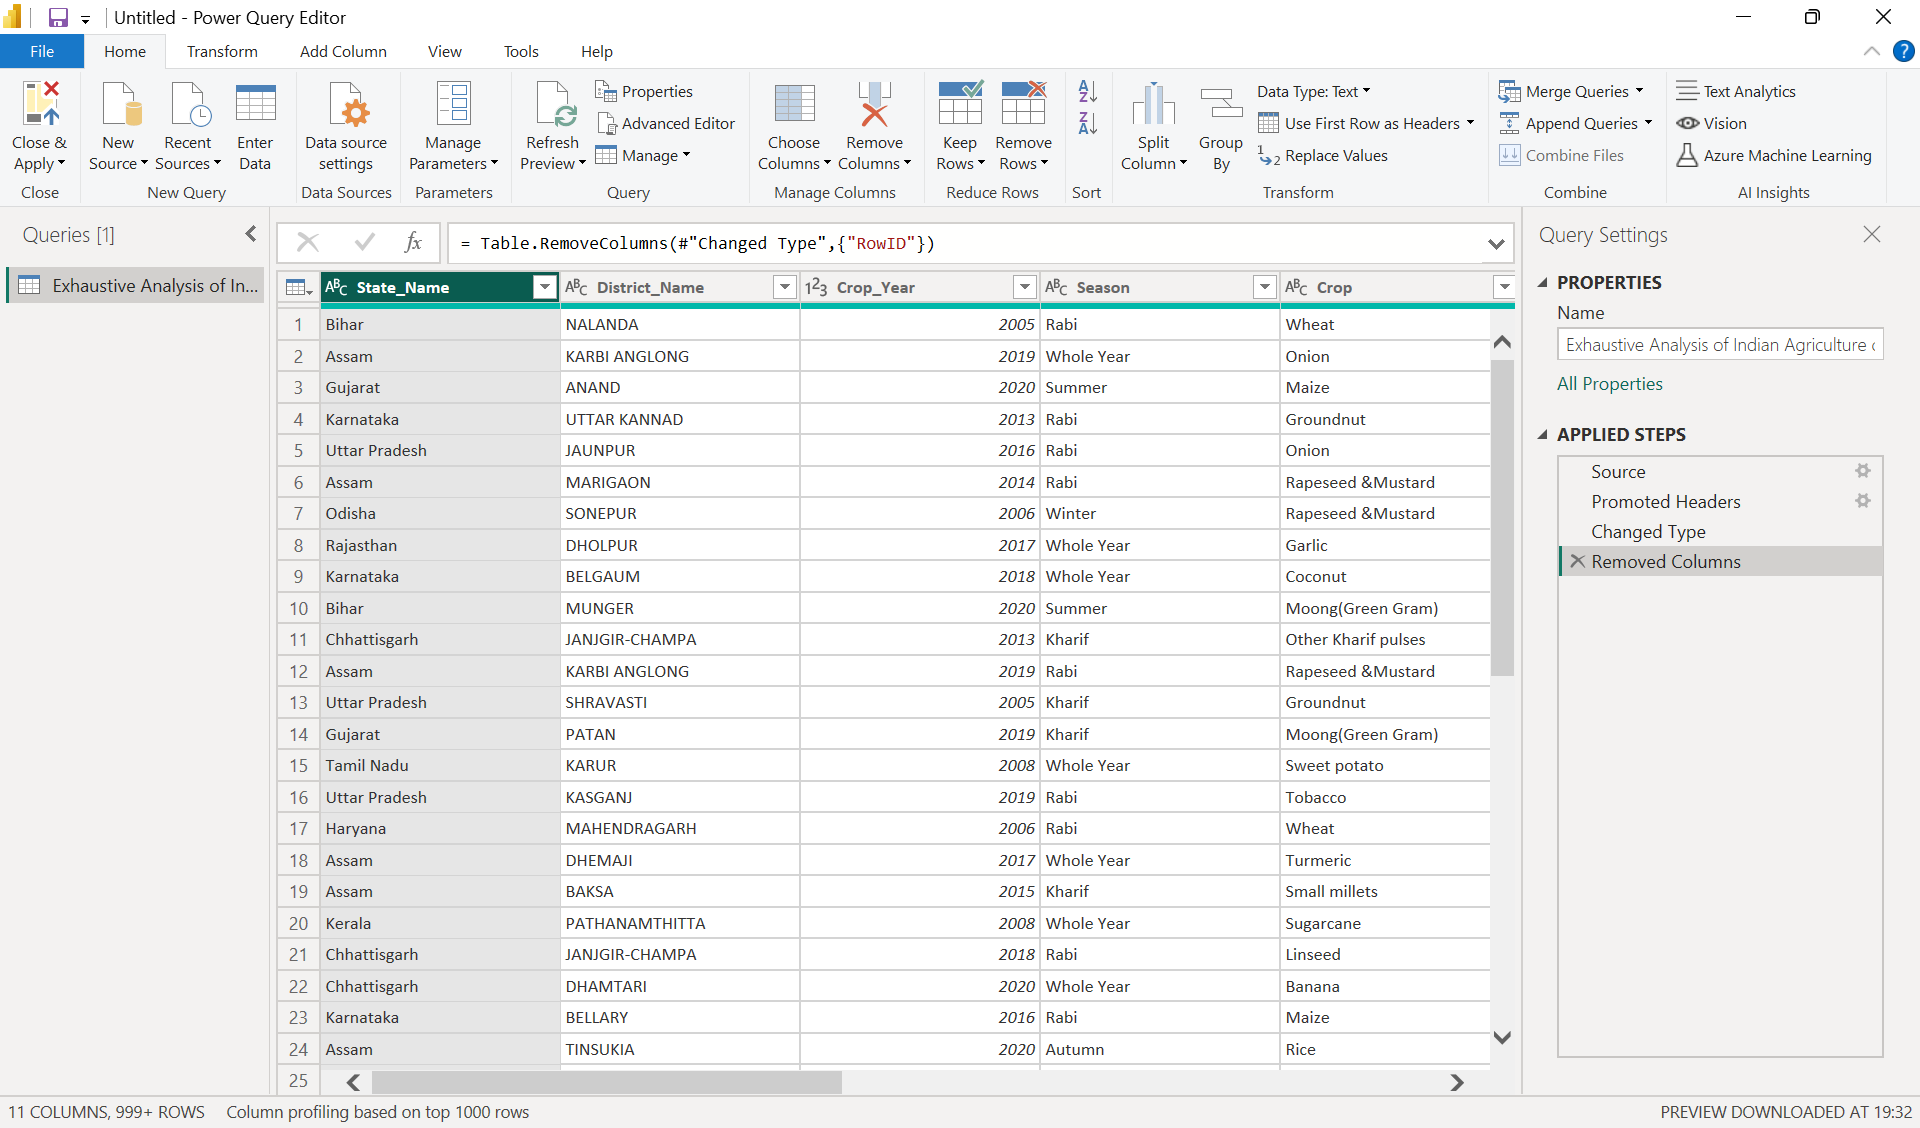 Untitled - Power Query Editor
File Home Transform Add Column View Tools Help
Close & Apply
Close
New Source
Recent Sources
Enter Data
New Query
Data source settings
Data Sources
Manage Parameters
Parameters
Refresh Preview
Properties
Advanced Editor
Manage
Query
Choose Columns
Remove Columns
Manage Columns
Keep Rows
Remove Rows
Reduce Rows
Sort
Split Column
Group By
Data Type: Text
Use First Row as Headers
Replace Values
Transform
Merge Queries
Append Queries
Combine Files
Combine
Text Analytics
Vision
Azure Machine Learning
AI Insights
Queries [1]
Exhaustive Analysis of In...
fx
= Table.RemoveColumns(#"Changed Type",{"RowID"})
ABC State_Name ABC District_Name 123 Crop_Year ABC Season ABC Crop
1 Bihar NALANDA 2005 Rabi Wheat
2 Assam KARBI ANGLONG 2019 Whole Year Onion
3 Gujarat ANAND 2020 Summer Maize
4 Karnataka UTTAR KANNAD 2013 Rabi Groundnut
5 Uttar Pradesh JAUNPUR 2016 Rabi Onion
6 Assam MARIGAON 2014 Rabi Rapeseed &Mustard
7 Odisha SONEPUR 2006 Winter Rapeseed &Mustard
8 Rajasthan DHOLPUR 2017 Whole Year Garlic
9 Karnataka BELGAUM 2018 Whole Year Coconut
10 Bihar MUNGER 2020 Summer Moong(Green Gram)
11 Chhattisgarh JANJGIR-CHAMPA 2013 Kharif Other Kharif pulses
12 Assam KARBI ANGLONG 2019 Rabi Rapeseed &Mustard
13 Uttar Pradesh SHRAVASTI 2005 Kharif Groundnut
14 Gujarat PATAN 2019 Kharif Moong(Green Gram)
15 Tamil Nadu KARUR 2008 Whole Year Sweet potato
16 Uttar Pradesh KASGANJ 2019 Rabi Tobacco
17 Haryana MAHENDRAGARH 2006 Rabi Wheat
18 Assam DHEMAJI 2017 Whole Year Turmeric
19 Assam BAKSA 2015 Kharif Small millets
20 Kerala PATHANAMTHITTA 2008 Whole Year Sugarcane
21 Chhattisgarh JANJGIR-CHAMPA 2018 Rabi Linseed
22 Chhattisgarh DHAMTARI 2020 Whole Year Banana
23 Karnataka BELLARY 2016 Rabi Maize
24 Assam TINSUKIA 2020 Autumn Rice
25
Query Settings
PROPERTIES
Name
Exhaustive Analysis of Indian Agriculture
All Properties
APPLIED STEPS
Source
Promoted Headers
Changed Type
Removed Columns
11 COLUMNS, 999+ ROWS Column profiling based on top 1000 rows
PREVIEW DOWNLOADED AT 19:32